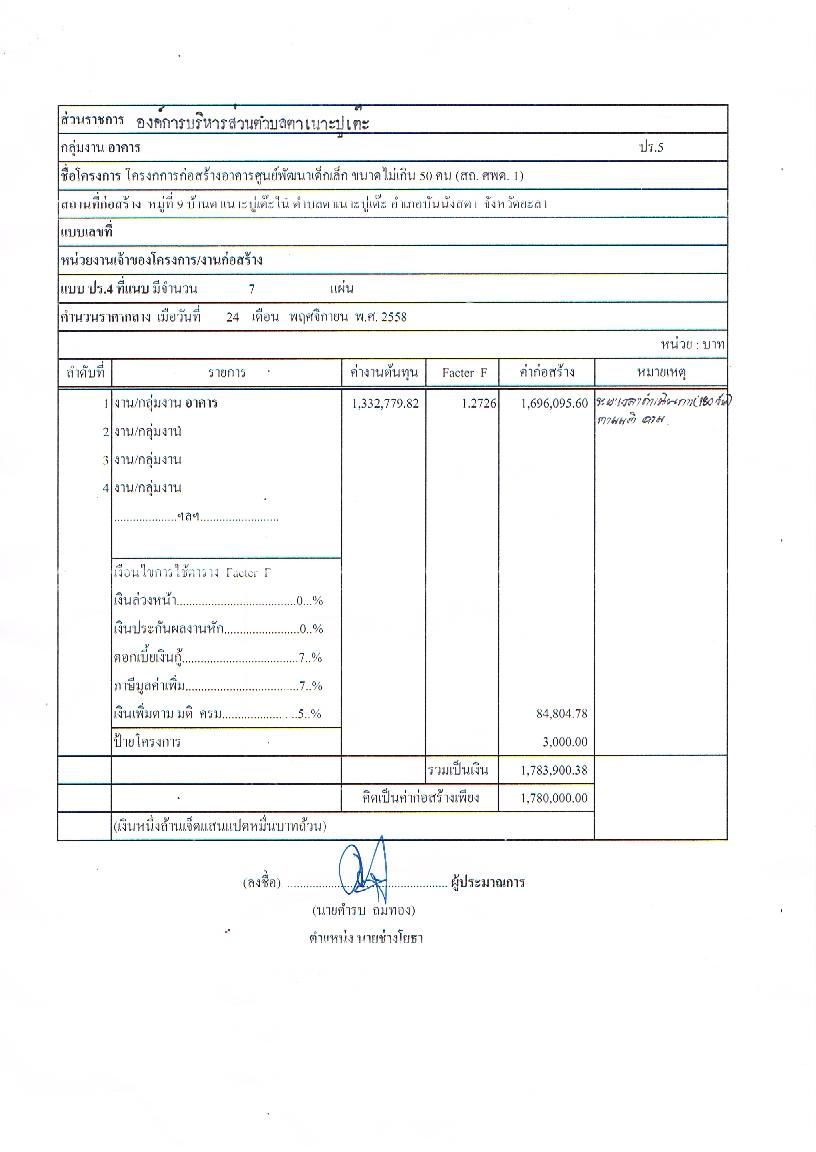 ส่วนราชการ องค์การบริหารส่วนตำบลตาเนาะปูเต๊ะ
กลุ่มงาน อาคาร ปร.5
ชื่อโครงการ โครงกการก่อสร้างอาคารศูนย์พัฒนาเด็กเล็ก ขนาดไม่เกิน 50 คน (สถ. ศพด. 1)
สถานที่ก่อสร้าง หมู่ที่ 9 บ้านตาเนาะปูเต๊ะใน ตำบลตาเนาะปูเต๊ะ อำเภอบันนังสตา จังหวัดยะลา
แบบเลขที่
หน่วยงานเจ้าของโครงการ/งานก่อสร้าง
แบบ ปร.4 ที่แนบ มีจำนวน 7 แผ่น
คำนวนราคากลาง เมื่อวันที่ 24 เดือน พฤศจิกายน พ.ศ. 2558
หน่วย : บาท
ลำดับที่ รายการ ค่างานต้นทุน Facter F ค่าก่อสร้าง หมายเหตุ
1 งาน/กลุ่มงาน อาคาร 1,332,779.82 1.2726 1,696,095.60 ระยะเวลาดำเนินการ(180 วัน)
ตามมติ ครม.
2 งาน/กลุ่มงาน
3 งาน/กลุ่มงาน
4 งาน/กลุ่มงาน
....................ฯลฯ.........................
เงื่อนไขการใช้ตาราง Facter F
เงินล่วงหน้า......................................0...%
เงินประกันผลงานหัก........................0..%
ดอกเบี้ยเงินกู้.....................................7..%
ภาษีมูลค่าเพิ่ม....................................7..%
เงินเพิ่มตาม มติ ครม........................5..% 84,804.78
ป้ายโครงการ 3,000.00
รวมเป็นเงิน 1,783,900.38
คิดเป็นค่าก่อสร้างเพียง 1,780,000.00
(เงินหนึ่งล้านเจ็ดแสนแปดหมื่นบาทถ้วน)
(ลงชื่อ) .................................................... ผู้ประมาณการ
(นายคำรบ ถมทอง)
ตำแหน่ง นายช่างโยธา